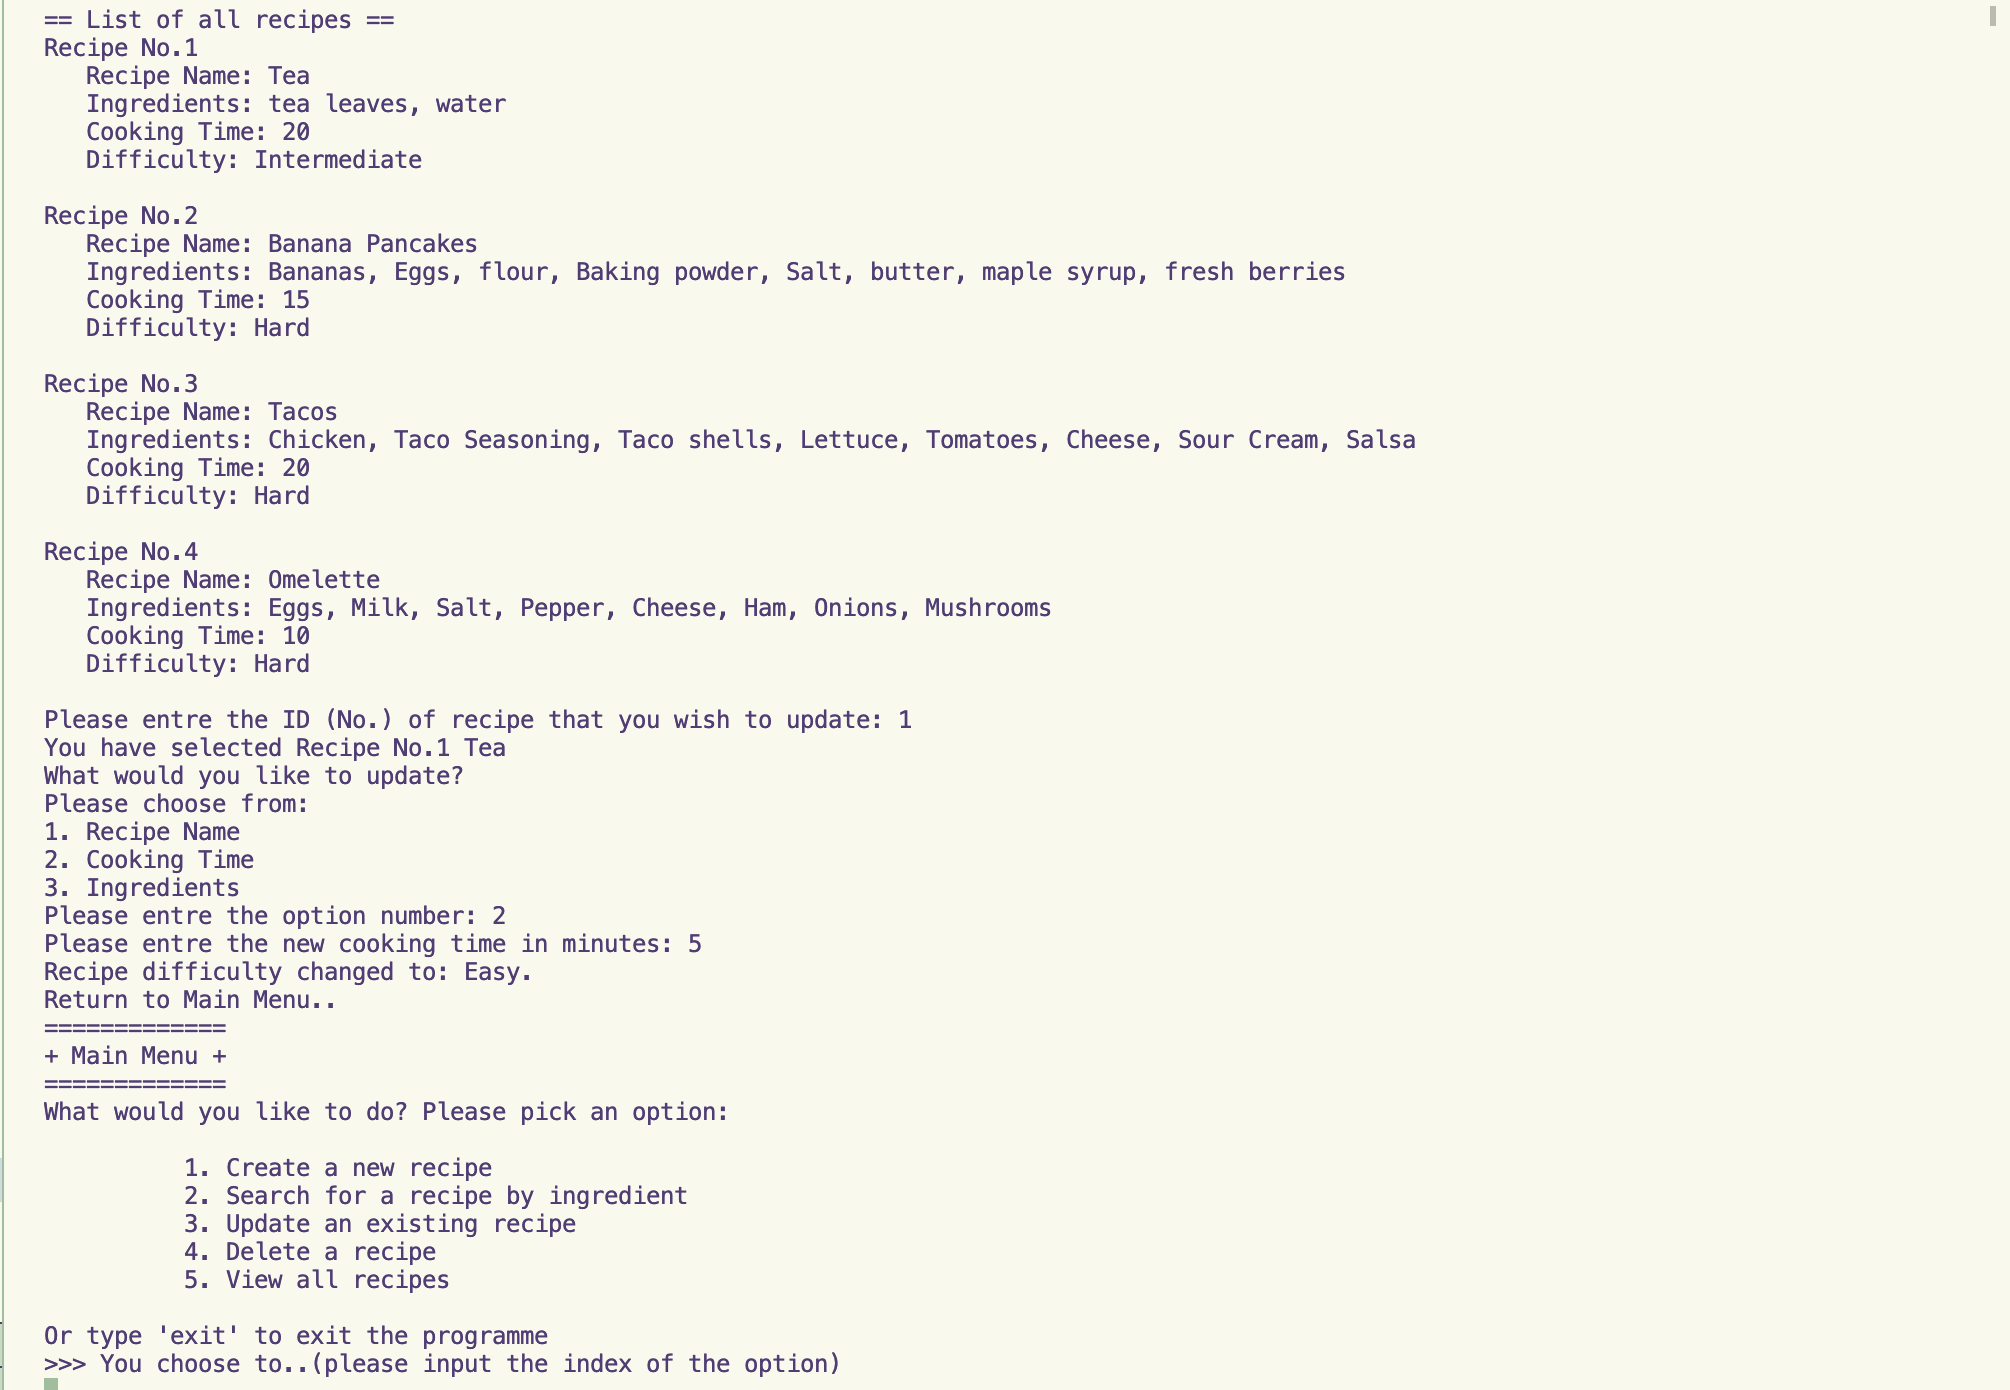 == List of all recipes ==
Recipe No.1
   Recipe Name: Tea
   Ingredients: tea leaves, water
   Cooking Time: 20
   Difficulty: Intermediate

Recipe No.2
   Recipe Name: Banana Pancakes
   Ingredients: Bananas, Eggs, flour, Baking powder, Salt, butter, maple syrup, fresh berries
   Cooking Time: 15
   Difficulty: Hard

Recipe No.3
   Recipe Name: Tacos
   Ingredients: Chicken, Taco Seasoning, Taco shells, Lettuce, Tomatoes, Cheese, Sour Cream, Salsa
   Cooking Time: 20
   Difficulty: Hard

Recipe No.4
   Recipe Name: Omelette
   Ingredients: Eggs, Milk, Salt, Pepper, Cheese, Ham, Onions, Mushrooms
   Cooking Time: 10
   Difficulty: Hard

Please entre the ID (No.) of recipe that you wish to update: 1
You have selected Recipe No.1 Tea
What would you like to update?
Please choose from:
1. Recipe Name
2. Cooking Time
3. Ingredients
Please entre the option number: 2
Please entre the new cooking time in minutes: 5
Recipe difficulty changed to: Easy.
Return to Main Menu..
=============
+ Main Menu +
=============
What would you like to do? Please pick an option:

          1. Create a new recipe
          2. Search for a recipe by ingredient
          3. Update an existing recipe
          4. Delete a recipe
          5. View all recipes

Or type 'exit' to exit the programme
>>> You choose to..(please input the index of the option)